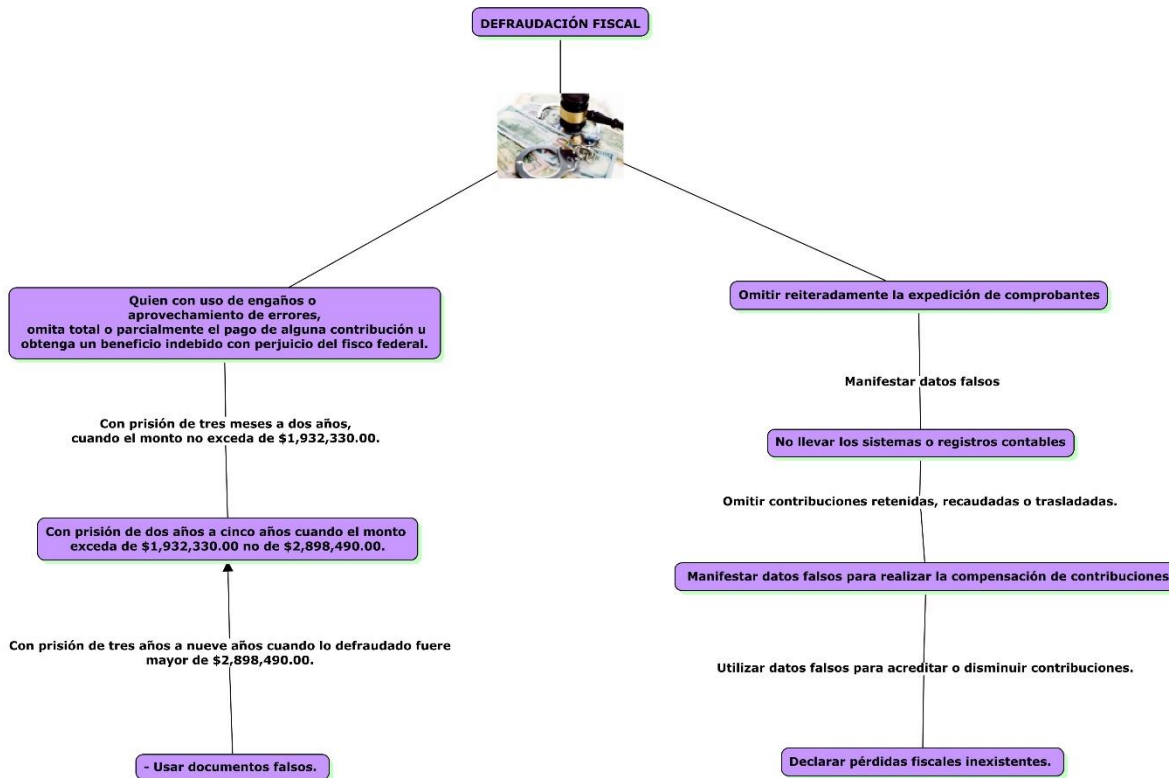 DEFRAUDACIÓN FISCAL
Quien con uso de engaños o
aprovechamiento de errores,
omita total o parcialmente el pago de alguna contribución u
obtenga un beneficio indebido con perjuicio del fisco federal.
Con prisión de tres meses a dos años,
cuando el monto no exceda de $1,932,330.00.
Con prisión de dos años a cinco años cuando el monto
exceda de $1,932,330.00 no de $2,898,490.00.
Con prisión de tres años a nueve años cuando lo defraudado fuere
mayor de $2,898,490.00.
- Usar documentos falsos.
Omitir reiteradamente la expedición de comprobantes
Manifestar datos falsos
No llevar los sistemas o registros contables
Omitir contribuciones retenidas, recaudadas o trasladadas.
Manifestar datos falsos para realizar la compensación de contribuciones
Utilizar datos falsos para acreditar o disminuir contribuciones.
Declarar pérdidas fiscales inexistentes.